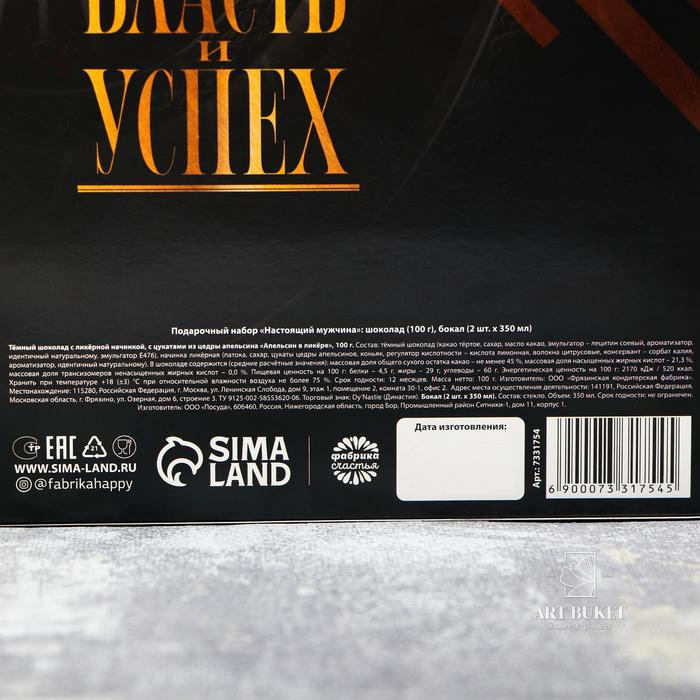 ВЛАСТЬ
и
УСПЕХ
Подарочный набор «Настоящий мужчина»: шоколад (100 г), бокал (2 шт. х 350 мл)
Тёмный шоколад с ликёрной начинкой, с цукатами из цедры апельсина «Апельсин в ликёре», 100 г. Состав: тёмный шоколад (какао тёртое, сахар, масло какао, эмульгатор – лецитин соевый, ароматизатор,
идентичный натуральному, эмульгатор Е476), начинка ликёрная (патока, сахар, цукаты цедры апельсинов, коньяк, регулятор кислотности – кислота лимонная, волокна цитрусовые, консервант – сорбат калия,
ароматизатор, идентичный натуральному). В шоколаде содержится (средние расчётные значения): массовая доля общего сухого остатка какао – не менее 45 %, массовая доля насыщенных жирных кислот – 21,3 %,
массовая доля трансизомеров ненасыщенных жирных кислот – 0,0 %. Пищевая ценность на 100 г: белки – 4,5 г, жиры – 29 г, углеводы – 60 г. Энергетическая ценность на 100 г: 2170 кДж / 520 ккал.
Хранить при температуре +18 (±3) °С при относительной влажности воздуха не более 75 %. Срок годности: 12 месяцев. Масса нетто: 100 г. Изготовитель: ООО «Фрязинская кондитерская фабрика».
Местонахождение: 115280, Российская Федерация, г. Москва, ул. Ленинская Слобода, дом 9, этаж 1, помещение 2, комната 30-1, офис 2. Адрес места осуществления деятельности: 141191, Российская Федерация,
Московская область, г. Фрязино, ул. Озерная, дом 6, строение 3. ТУ 9125-002-58553620-06. Торговый знак: Dy'Nastie (Династия). Бокал (2 шт. х 350 мл). Состав: стекло. Объём: 350 мл. Срок годности: не ограничен.
Изготовитель: ООО «Посуда», 606460, Россия, Нижегородская область, город Бор, Промышленный район Ситники-1, дом 11, корпус 1.
ТР EAC 21
WWW.SIMA-LAND.RU
@fabrikahappy
SIMA
LAND
фабрика
счастья
Дата изготовления:
Арт.: 7331754
6 900073 317545
ART BUKET